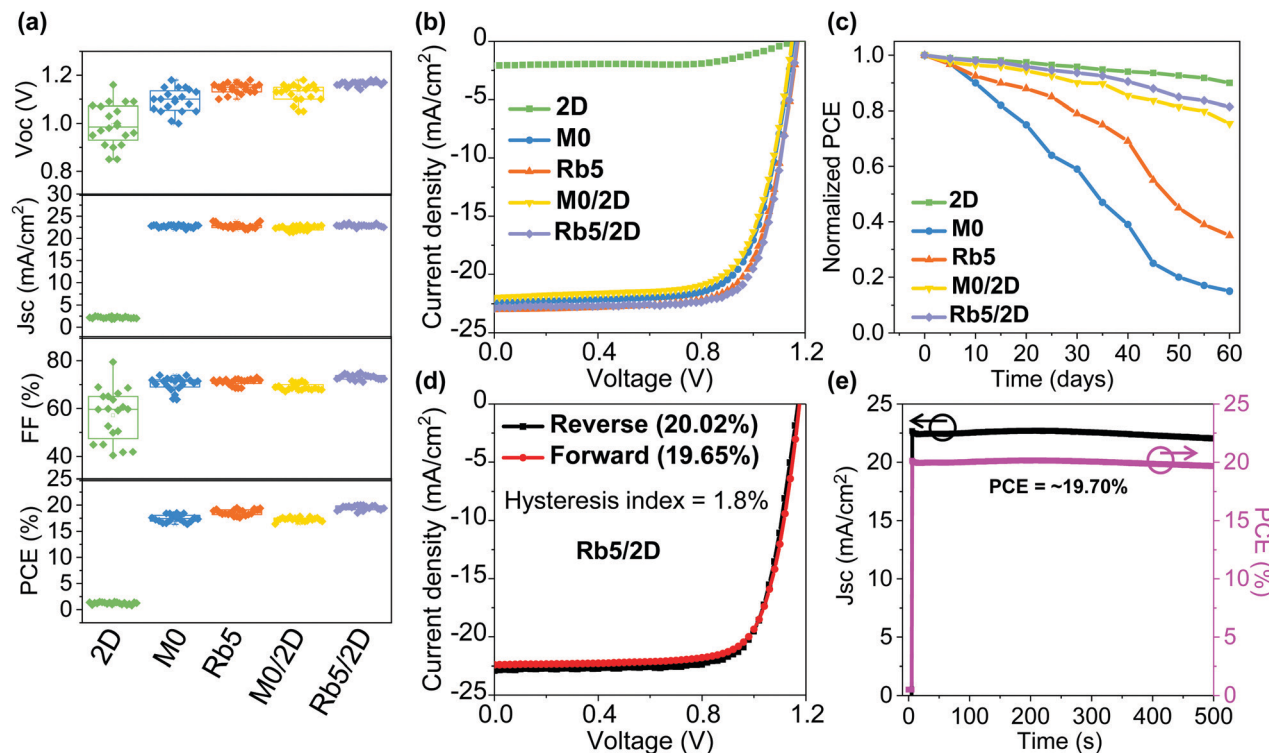 (a)
Voc (V)
1.2
1.0
0.8
Jsc (mA/cm²)
30
25
20
15
10
5
0
FF (%)
80
60
40
PCE (%)
25
20
15
10
5
0
2D
M0
Rb5
M0/2D
Rb5/2D
(b)
Current density (mA/cm²)
0
-5
-10
-15
-20
-25
2D
M0
Rb5
M0/2D
Rb5/2D
0.0
0.4
0.8
1.2
Voltage (V)
(c)
Normalized PCE
1.0
0.8
0.6
0.4
0.2
0.0
2D
M0
Rb5
M0/2D
Rb5/2D
0
10
20
30
40
50
60
Time (days)
(d)
Current density (mA/cm²)
0
-5
-10
-15
-20
-25
Reverse (20.02%)
Forward (19.65%)
Hysteresis index = 1.8%
Rb5/2D
0.0
0.4
0.8
1.2
Voltage (V)
(e)
Jsc (mA/cm²)
25
20
15
10
5
0
PCE = ~19.70%
25
20
15
10
5
0
PCE (%)
0
100
200
300
400
500
Time (s)